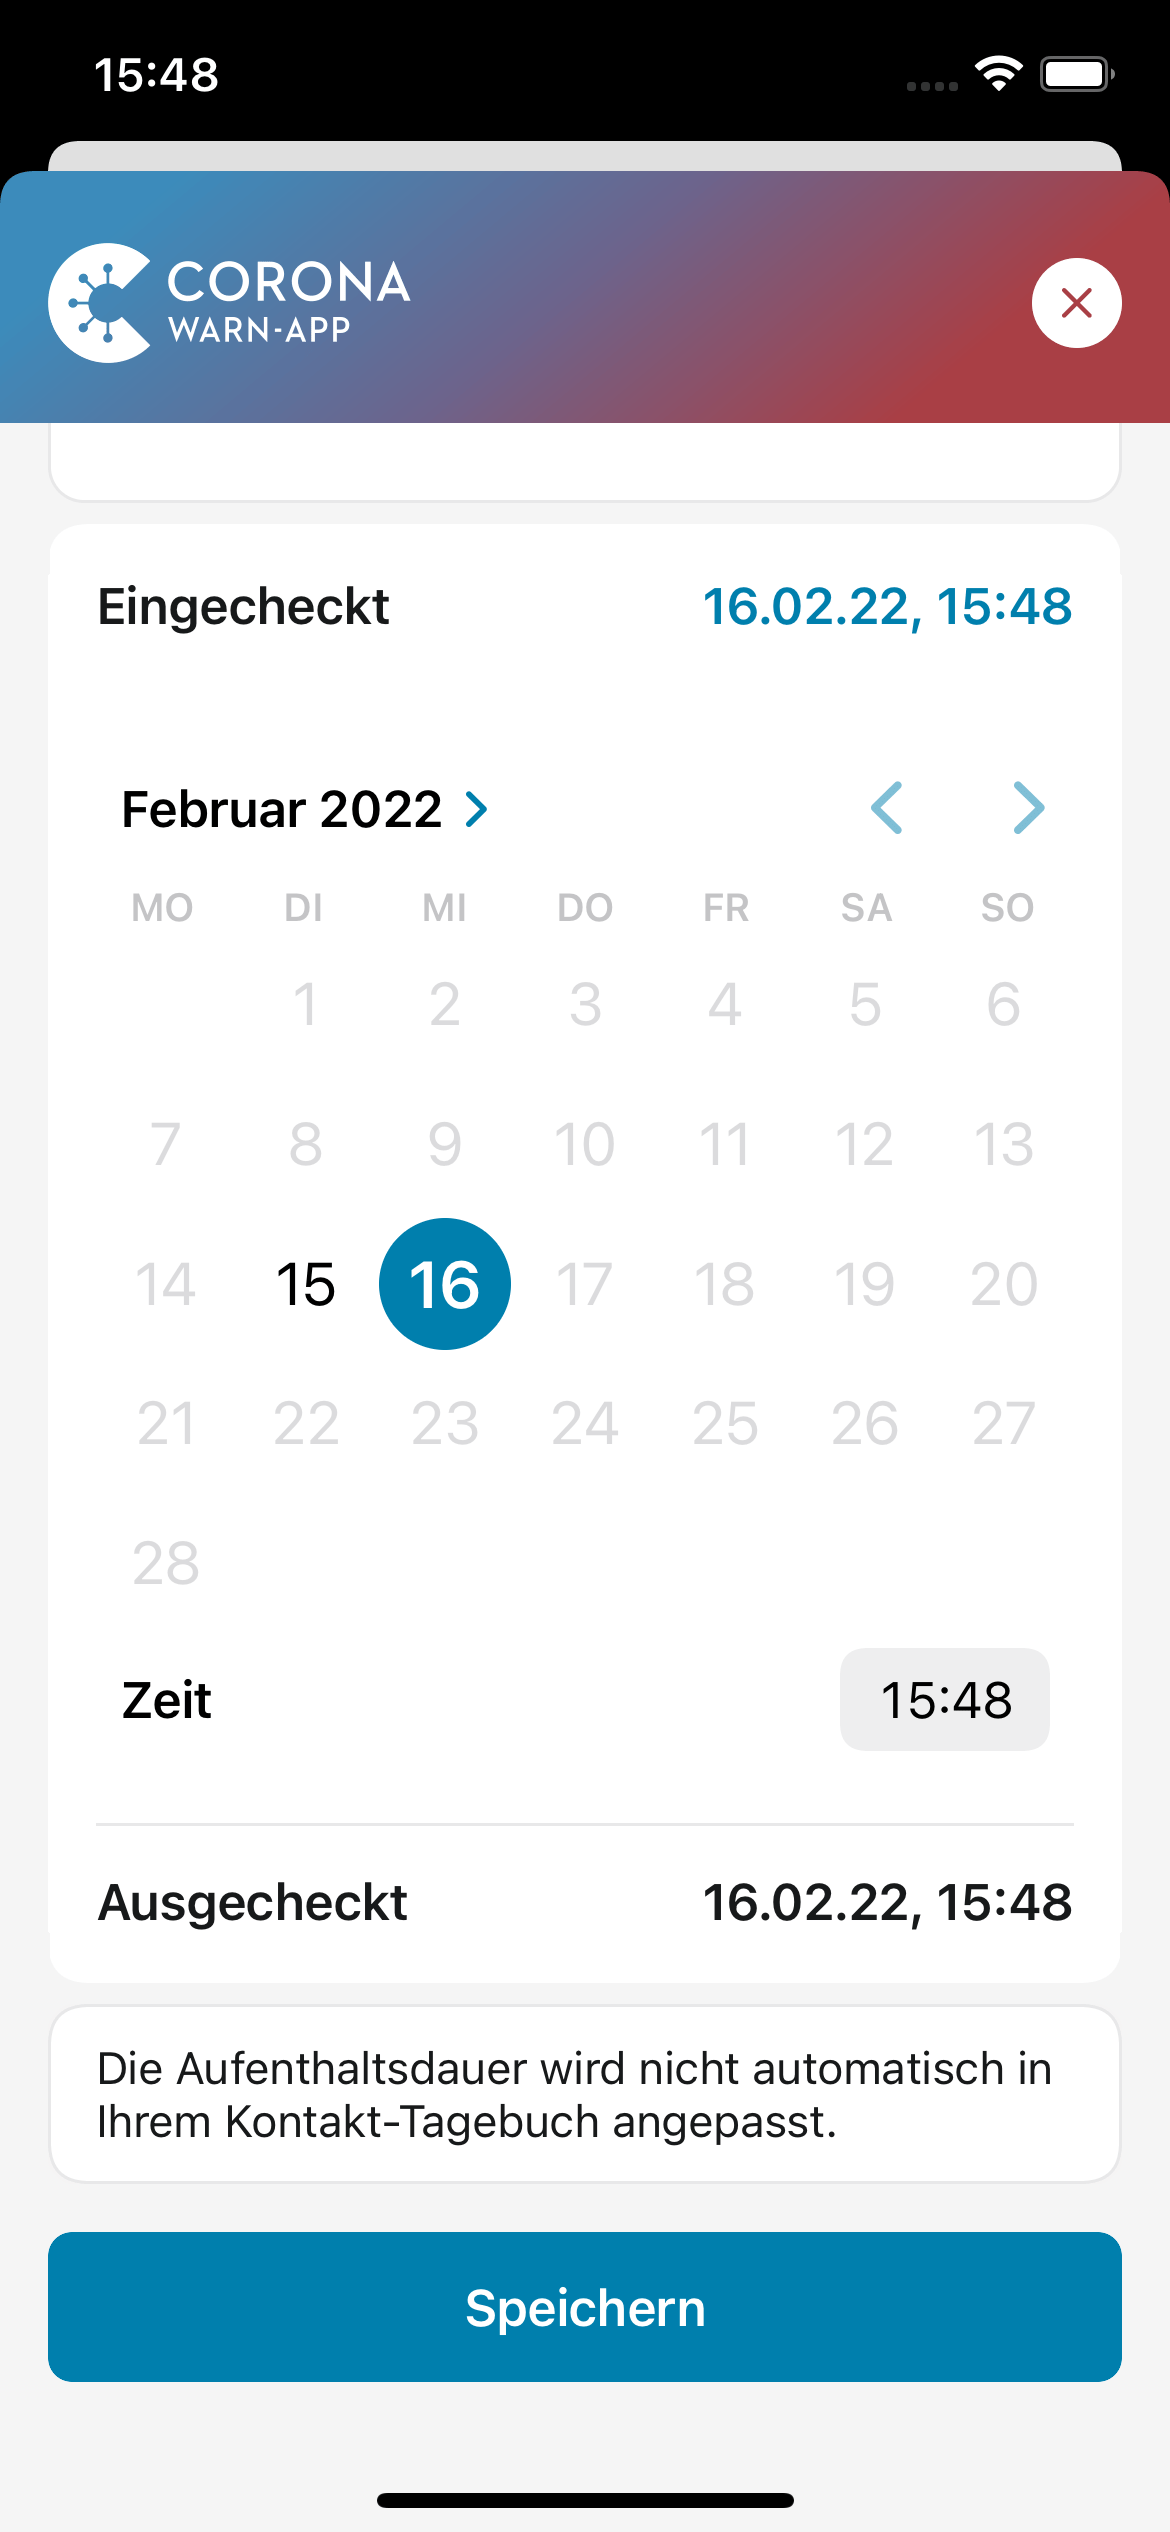 15:48
CORONA
WARN-APP
Eingecheckt 16.02.22, 15:48
Februar 2022
MO DI MI DO FR SA SO
1 2 3 4 5 6
7 8 9 10 11 12 13
14 15 16 17 18 19 20
21 22 23 24 25 26 27
28
Zeit 15:48
Ausgecheckt 16.02.22, 15:48
Die Aufenthaltsdauer wird nicht automatisch in
Ihrem Kontakt-Tagebuch angepasst.
Speichern